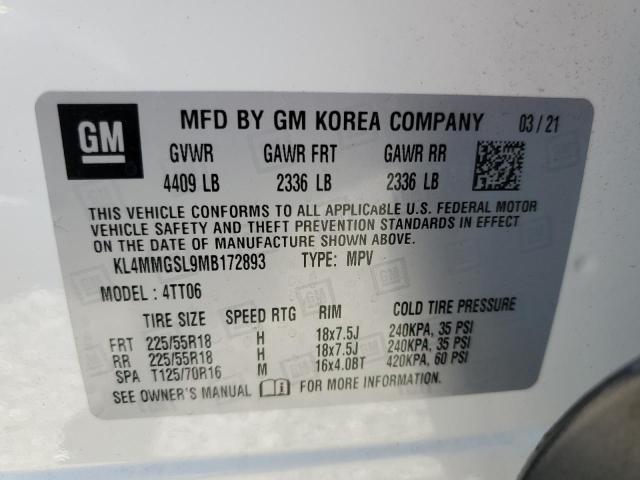 GM
MFD BY GM KOREA COMPANY 03/21
GVWR GAWR FRT GAWR RR
4409 LB 2336 LB 2336 LB
THIS VEHICLE CONFORMS TO ALL APPLICABLE U.S. FEDERAL MOTOR
VEHICLE SAFETY AND THEFT PREVENTION STANDARDS IN EFFECT
ON THE DATE OF MANUFACTURE SHOWN ABOVE.
KL4MMGSL9MB172893 TYPE: MPV
MODEL: 4TT06
TIRE SIZE SPEED RTG RIM COLD TIRE PRESSURE
FRT 225/55R18 H 18x7.5J 240KPA, 35 PSI
RR 225/55R18 H 18x7.5J 240KPA, 35 PSI
SPA T125/70R16 M 16x4.0BT 420KPA, 60 PSI
SEE OWNER'S MANUAL FOR MORE INFORMATION.